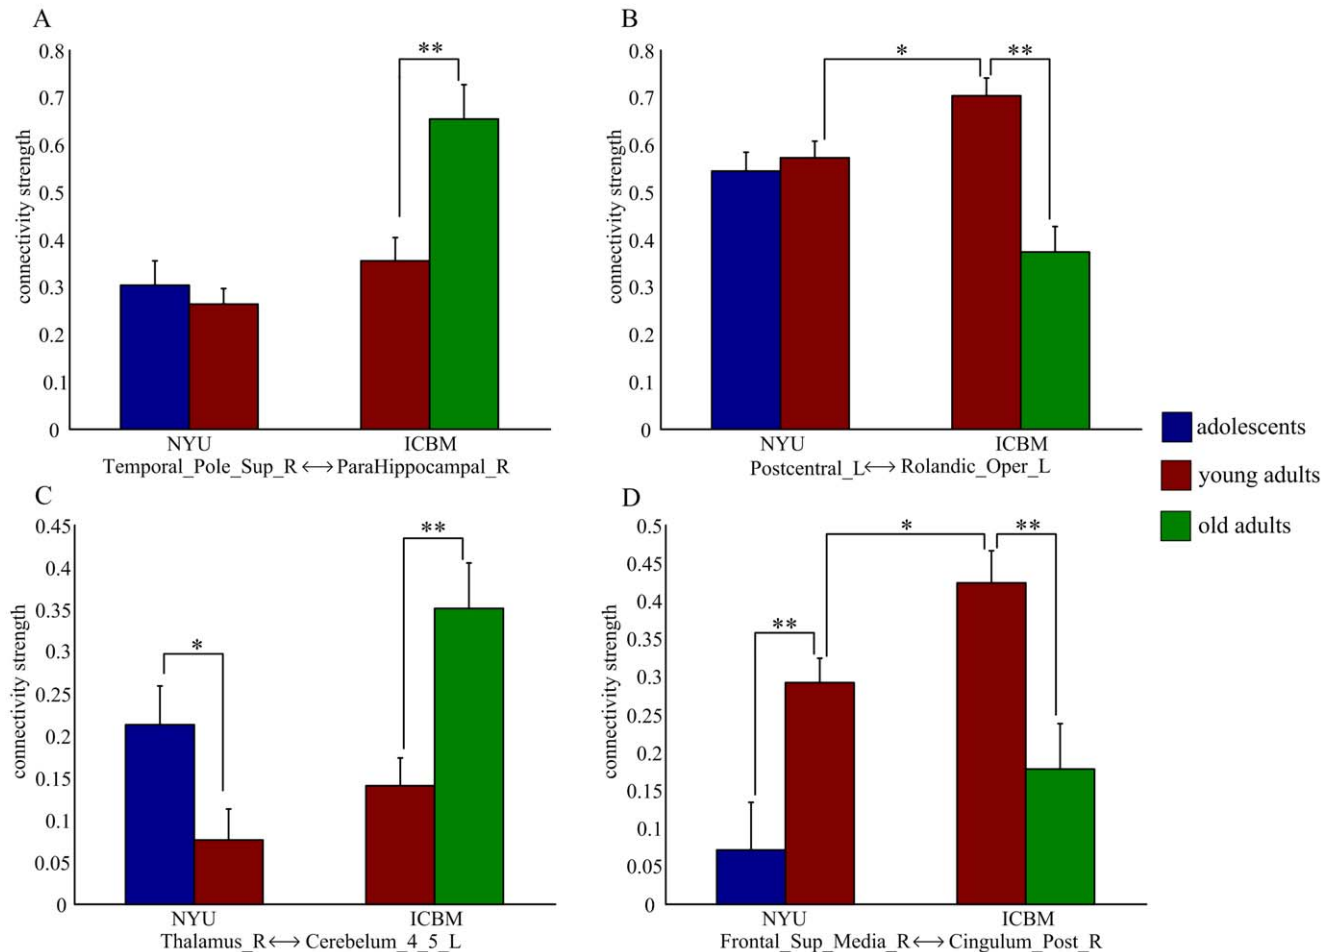 A
connectivity strength
0.8
0.7
0.6
0.5
0.4
0.3
0.2
0.1
0
**
NYU ICBM
Temporal_Pole_Sup_R ↔ ParaHippocampal_R
B
connectivity strength
0.8
0.7
0.6
0.5
0.4
0.3
0.2
0.1
0
* **
NYU ICBM
Postcentral_L ↔ Rolandic_Oper_L
adolescents
young adults
old adults
C
connectivity strength
0.45
0.4
0.35
0.3
0.25
0.2
0.15
0.1
0.05
0
* **
NYU ICBM
Thalamus_R ↔ Cerebelum_4_5_L
D
connectivity strength
0.5
0.45
0.4
0.35
0.3
0.25
0.2
0.15
0.1
0.05
0
** * **
NYU ICBM
Frontal_Sup_Media_R ↔ Cingulum_Post_R